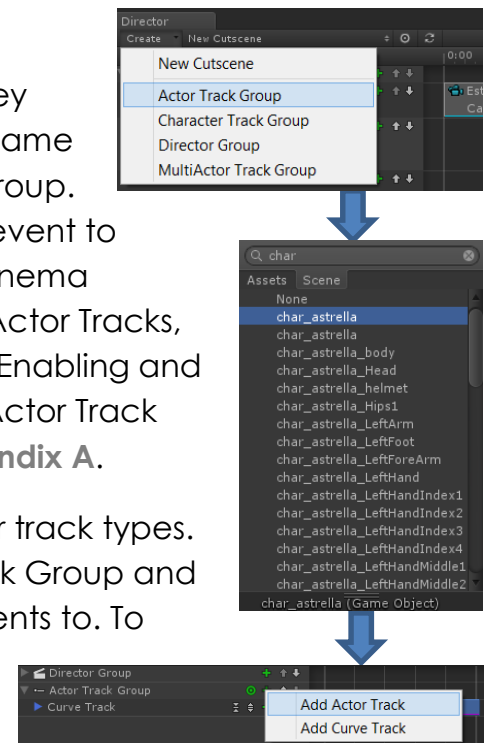 Director
Create New Cutscene
0:00
New Cutscene
Actor Track Group
Character Track Group
Director Group
MultiActor Track Group
Est
Ca
ey
ame
roup.
event to
nema
Actor Tracks,
Enabling and
Actor Track
ndix A.
r track types.
k Group and
ents to. To
char
Assets Scene
None
char_astrella
char_astrella
char_astrella_body
char_astrella_Head
char_astrella_helmet
char_astrella_Hips1
char_astrella_LeftArm
char_astrella_LeftFoot
char_astrella_LeftForeArm
char_astrella_LeftHand
char_astrella_LeftHandIndex1
char_astrella_LeftHandIndex2
char_astrella_LeftHandIndex3
char_astrella_LeftHandIndex4
char_astrella_LeftHandMiddle1
char_astrella_LeftHandMiddle2
char_astrella (Game Object)
Director Group
Actor Track Group
Curve Track
Add Actor Track
Add Curve Track